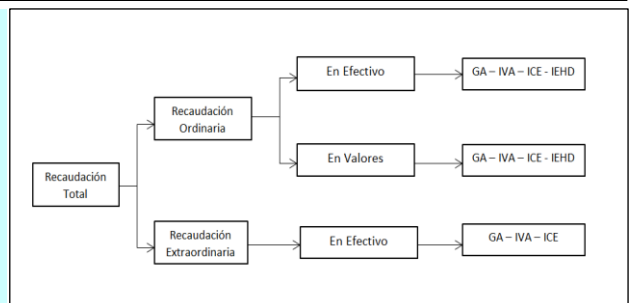 En Efectivo
GA – IVA – ICE - IEHD
Recaudación
Ordinaria
En Valores
GA – IVA – ICE - IEHD
Recaudación
Total
Recaudación
Extraordinaria
En Efectivo
GA – IVA – ICE